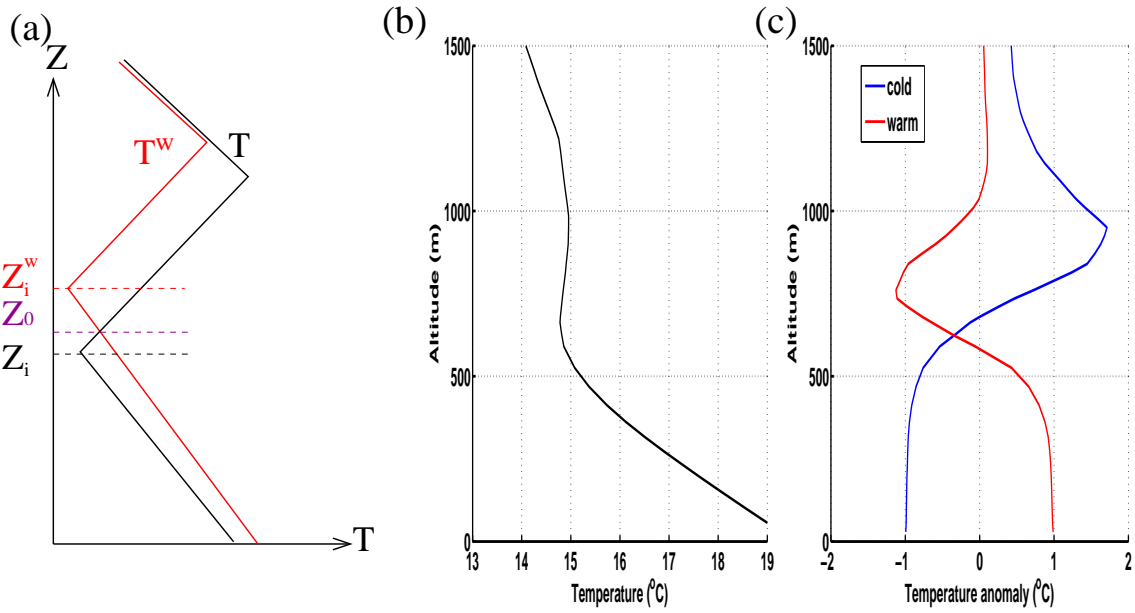 (a)
Z
T^w
T
Z_i^w
Z_0
Z_i
T
(b)
1500
1000
500
0
Altitude (m)
13 14 15 16 17 18 19
Temperature (°C)
(c)
1500
1000
500
0
Altitude (m)
cold
warm
−2 −1 0 1 2
Temperature anomaly (°C)